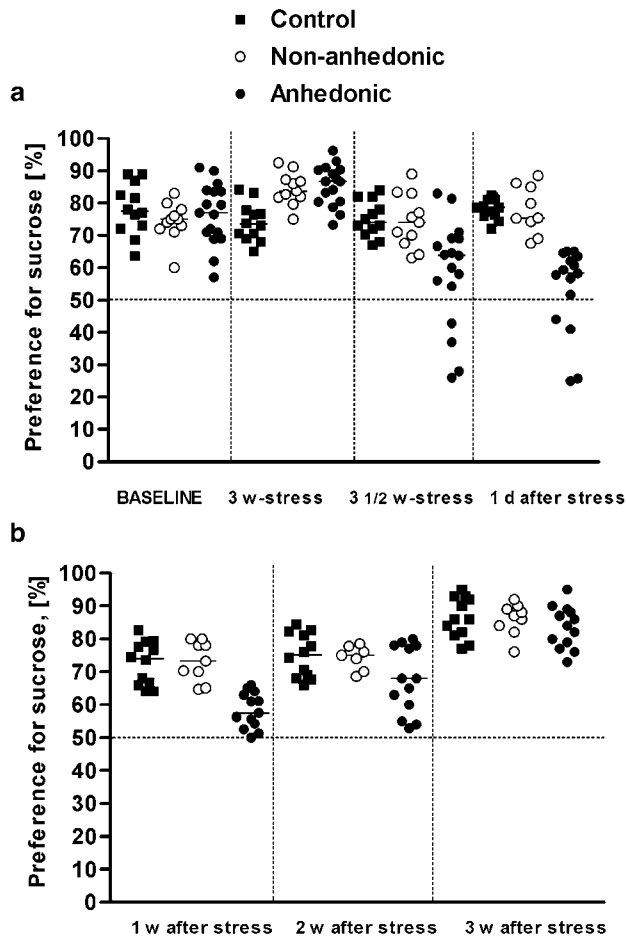 Control
Non-anhedonic
Anhedonic
a
Preference for sucrose [%]
100
90
80
70
60
50
40
30
20
10
0
BASELINE 3 w-stress 3 1/2 w-stress 1 d after stress
b
Preference for sucrose, [%]
100
90
80
70
60
50
40
30
20
10
0
1 w after stress 2 w after stress 3 w after stress